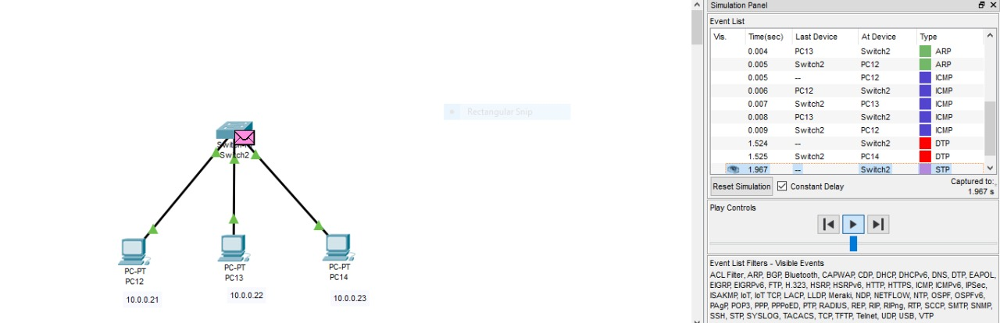 Simulation Panel
Event List
Vis. Time(sec) Last Device At Device Type
0.004 PC13 Switch2 ARP
0.005 Switch2 PC12 ARP
0.005 -- PC12 ICMP
0.006 PC12 Switch2 ICMP
0.007 Switch2 PC13 ICMP
0.008 PC13 Switch2 ICMP
0.009 Switch2 PC12 ICMP
1.524 -- Switch2 DTP
1.525 Switch2 PC14 DTP
1.967 -- Switch2 STP
Reset Simulation Constant Delay Captured to:
1.967 s
Play Controls
Event List Filters - Visible Events
ACL Filter, ARP, BGP, Bluetooth, CAPWAP, CDP, DHCP, DHCPv6, DNS, DTP, EAPOL,
EIGRP, EIGRPv6, FTP, H.323, HSRP, HSRPv6, HTTP, HTTPS, ICMP, ICMPv6, IPSec,
ISAKMP, IoT, IoT TCP, LACP, LLDP, Meraki, NDP, NETFLOW, NTP, OSPF, OSPFv6,
PAgP, POP3, PPP, PPPoED, PTP, RADIUS, REP, RIP, RIPng, RTP, SCCP, SMTP, SNMP,
SSH, STP, SYSLOG, TACACS, TCP, TFTP, Telnet, UDP, USB, VTP
Rectangular Snip
Switch2
PC-PT
PC12
10.0.0.21
PC-PT
PC13
10.0.0.22
PC-PT
PC14
10.0.0.23